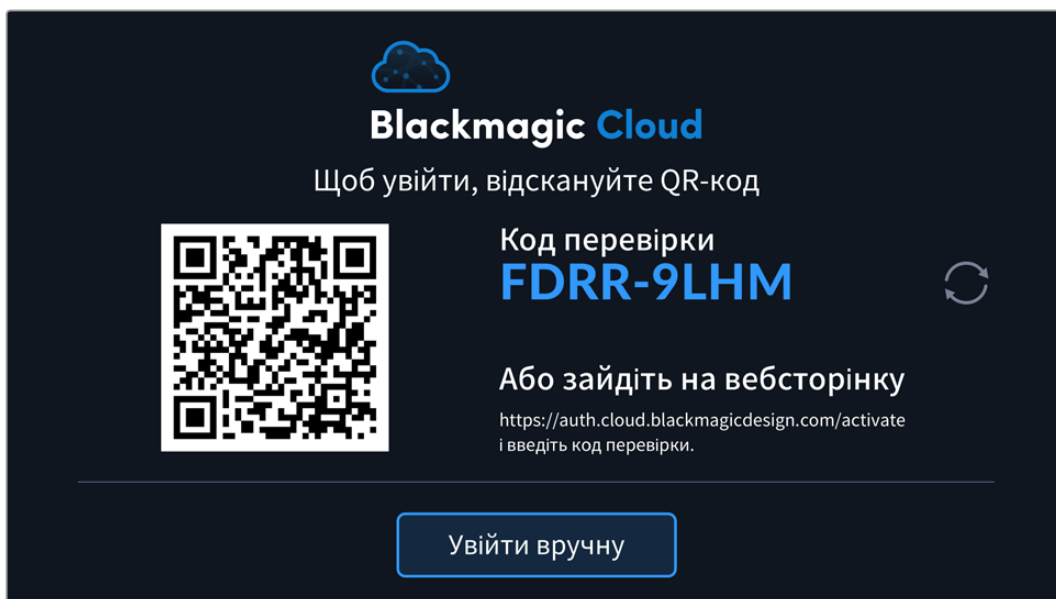 Blackmagic Cloud
Щоб увійти, відскануйте QR-код
Код перевірки
FDRR-9LHM
Або зайдіть на вебсторінку
https://auth.cloud.blackmagicdesign.com/activate
і введіть код перевірки.
Увійти вручну